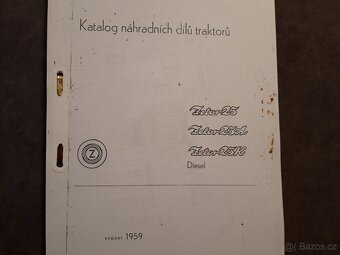 Katalog náhradních dílů traktorů
Zetor 25
Zetor 25A
Zetor 25K
Diesel
Z
VYDÁNÍ 1959
Bazos.cz